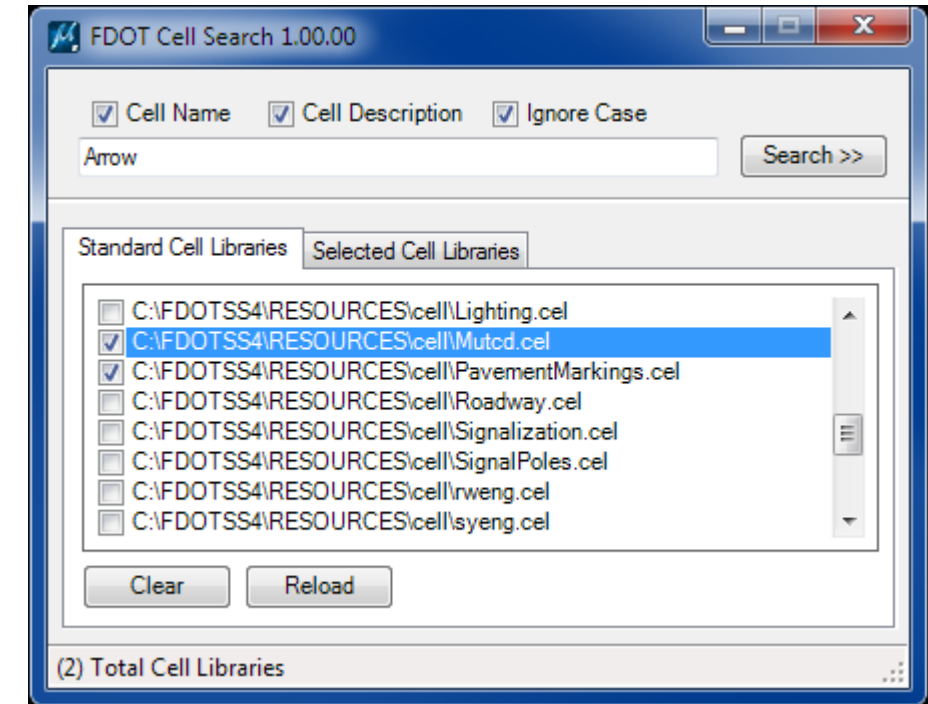 FDOT Cell Search 1.00.00
Cell Name Cell Description Ignore Case
Arrow Search >>
Standard Cell Libraries Selected Cell Libraries
C:\FDOTSS4\RESOURCES\cell\Lighting.cel
C:\FDOTSS4\RESOURCES\cell\Mutcd.cel
C:\FDOTSS4\RESOURCES\cell\PavementMarkings.cel
C:\FDOTSS4\RESOURCES\cell\Roadway.cel
C:\FDOTSS4\RESOURCES\cell\Signalization.cel
C:\FDOTSS4\RESOURCES\cell\SignalPoles.cel
C:\FDOTSS4\RESOURCES\cell\rweng.cel
C:\FDOTSS4\RESOURCES\cell\syeng.cel
Clear Reload
(2) Total Cell Libraries